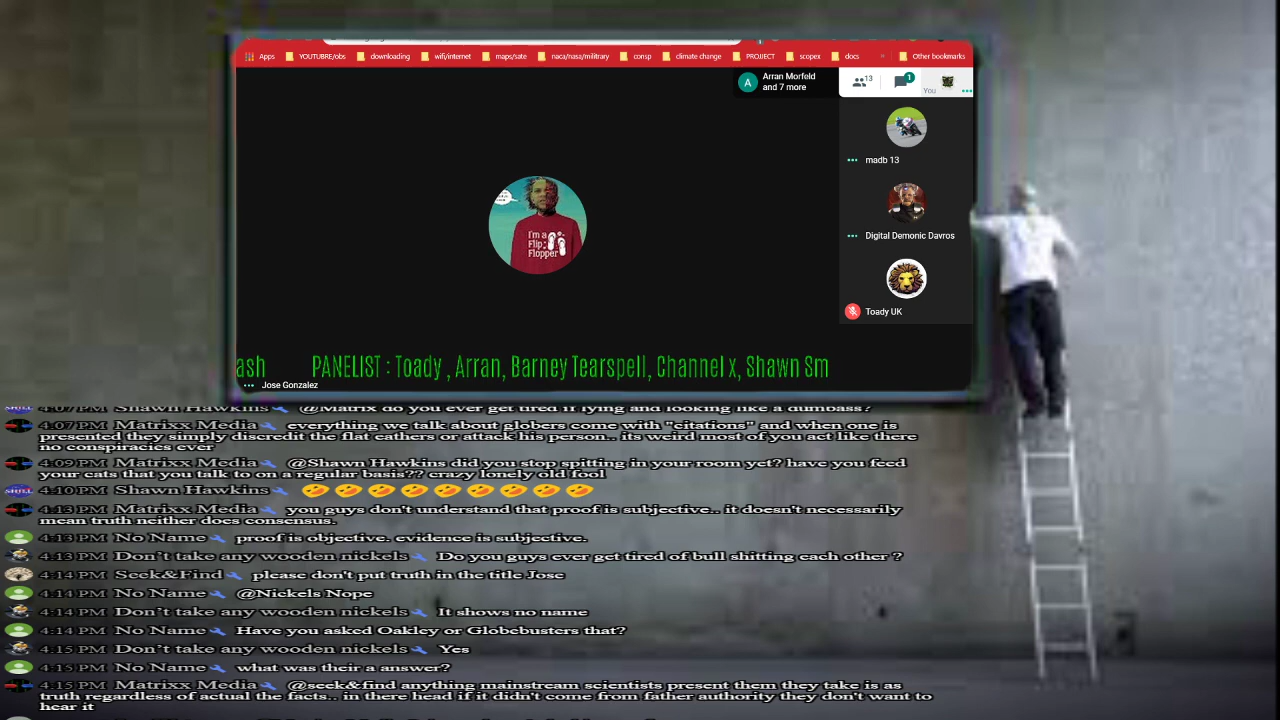 Apps YOUTUBRE/obs downloading wifi/internet maps/sate naca/nasa/militrary consp climate change PROJECT scopex docs Other bookmarks
Arran Morfeld
and 7 more
A
13
1
You
madb 13
Digital Demonic Davros
Toady UK
I'm a
Flip
Flopper
ash PANELIST : Toady , Arran, Barney Tearspell, Channel x, Shawn Sm
Jose Gonzalez
4:07 PM Shawn Hawkins @Matrix do you ever get tired if lying and looking like a dumbass?
4:07 PM Matrixx Media everything we talk about globers come with "citations" and when one is
presented they simply discredit the flat eathers or attack his person.. its weird most of you act like there
no conspiracies ever
4:09 PM Matrixx Media @Shawn Hawkins did you stop spitting in your room yet? have you feed
your cats that you talk to on a regular basis?? crazy lonely old fool
4:10 PM Shawn Hawkins
4:13 PM Matrixx Media you guys don't understand that proof is subjective.. it doesn't necessarily
mean truth neither does consensus.
4:13 PM No Name proof is objective. evidence is subjective.
4:13 PM Don't take any wooden nickels Do you guys ever get tired of bull shitting each other ?
4:14 PM Seek&Find please don't put truth in the title Jose
4:14 PM No Name @Nickels Nope
4:14 PM Don't take any wooden nickels It shows no name
4:14 PM No Name Have you asked Oakley or Globebusters that?
4:15 PM Don't take any wooden nickels Yes
4:15 PM No Name what was their a answer?
4:15 PM Matrixx Media @seek&find anything mainstream scientists present them they take is as
truth regardless of actual the facts.. in there head if it didn't come from father authority they don't want to
hear it